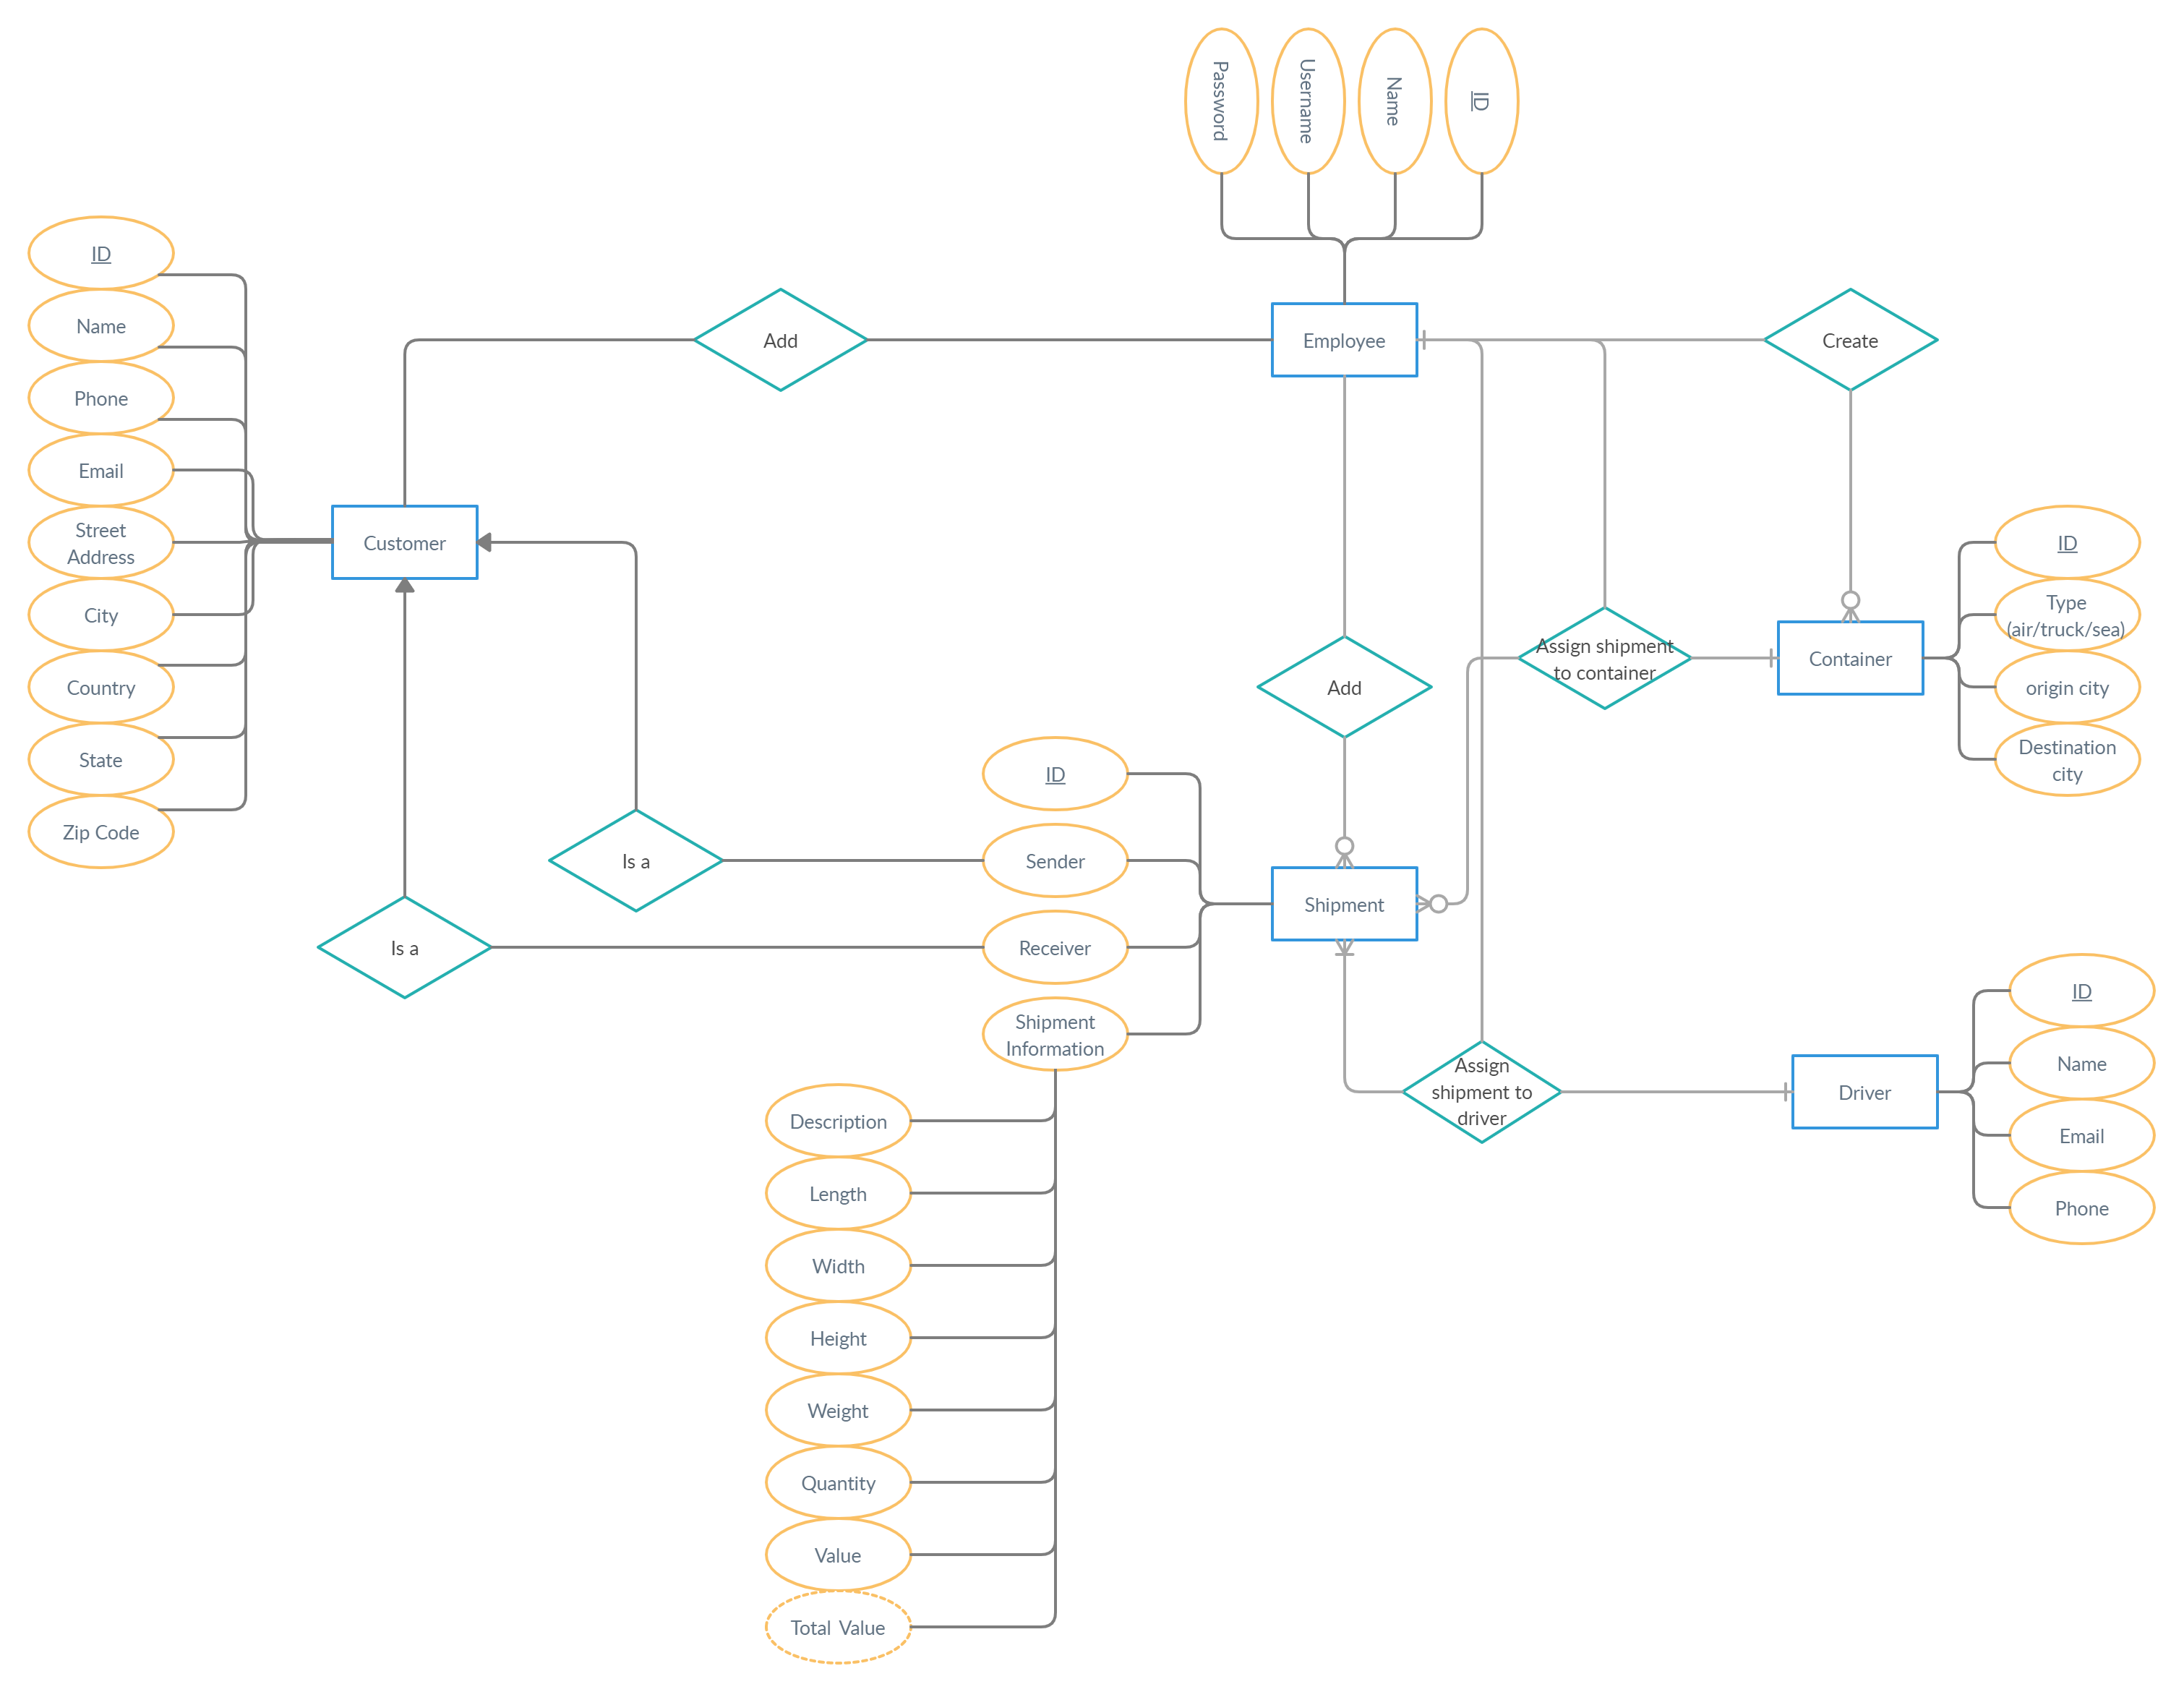 Password
Username
Name
ID
ID
Name
Phone
Email
Street
Address
City
Country
State
Zip Code
Add
Employee
Create
Customer
Add
Assign shipment
to container
Container
ID
Type
(air/truck/sea)
origin city
Destination
city
Is a
Is a
ID
Sender
Receiver
Shipment
Information
Shipment
Description
Length
Width
Height
Weight
Quantity
Value
Total Value
Assign
shipment to
driver
Driver
ID
Name
Email
Phone